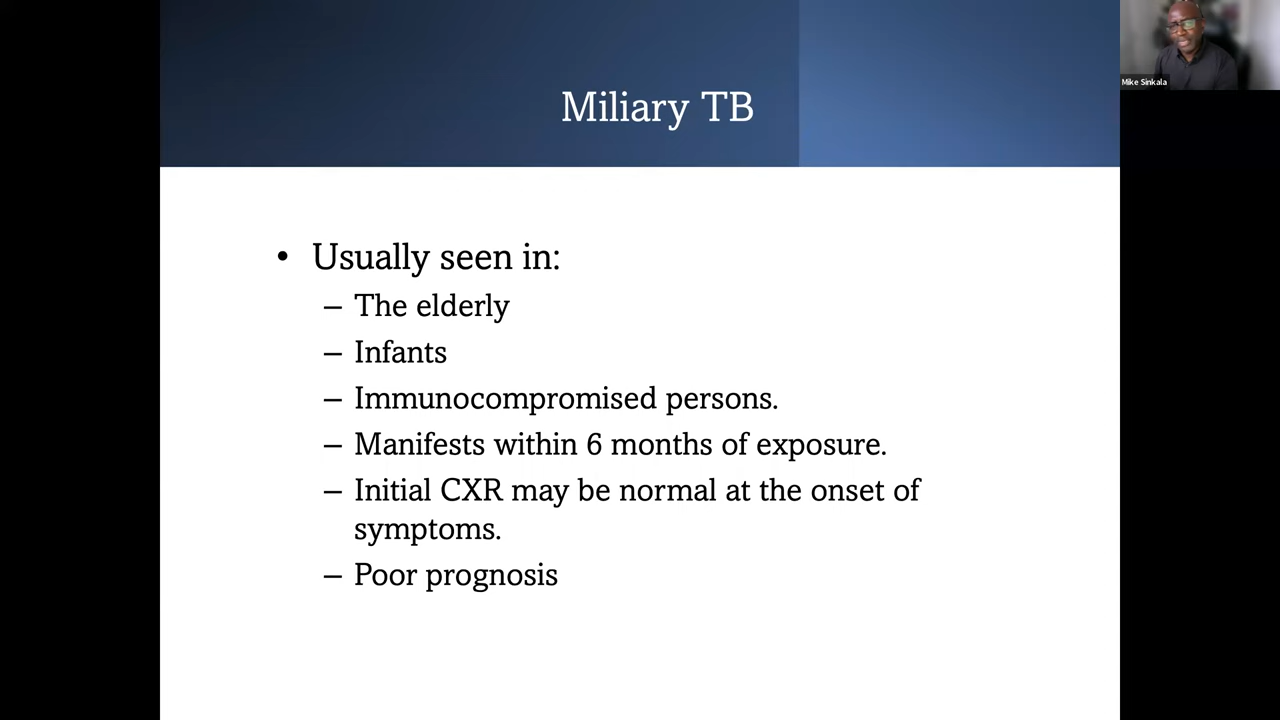 Miliary TB
Mike Sinkala
• Usually seen in:
– The elderly
– Infants
– Immunocompromised persons.
– Manifests within 6 months of exposure.
– Initial CXR may be normal at the onset of
symptoms.
– Poor prognosis